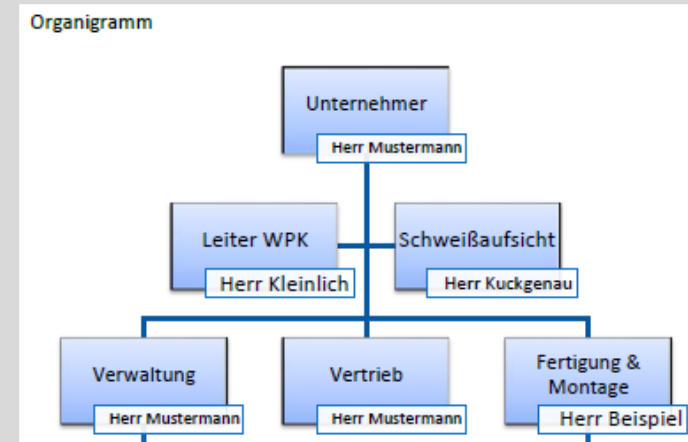 Organigramm
Unternehmer
Herr Mustermann
Leiter WPK
Herr Kleinlich
Schweißaufsicht
Herr Kuckgenau
Verwaltung
Herr Mustermann
Vertrieb
Herr Mustermann
Fertigung &
Montage
Herr Beispiel